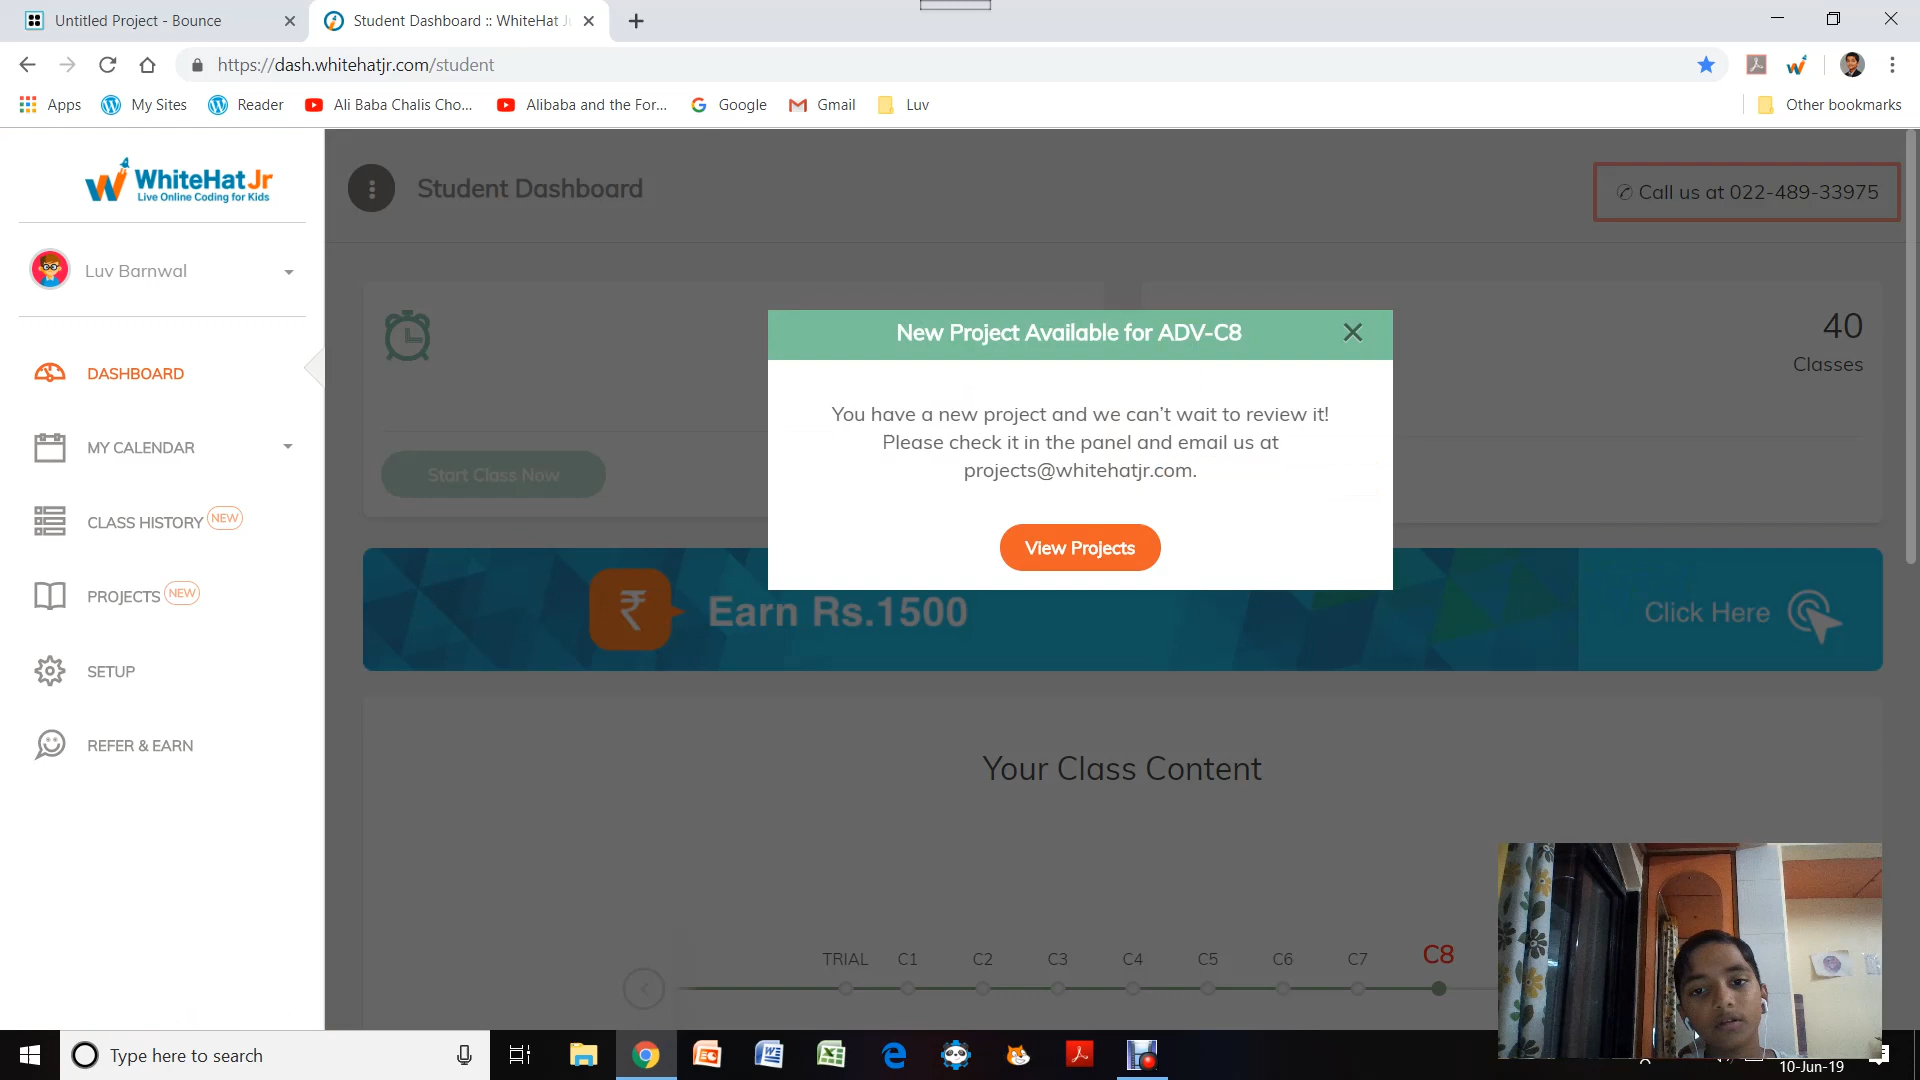 Untitled Project - Bounce
Student Dashboard :: WhiteHat J
https://dash.whitehatjr.com/student
Apps
My Sites
Reader
Ali Baba Chalis Cho...
Alibaba and the For...
Google
Gmail
Luv
Other bookmarks
WhiteHat Jr
Live Online Coding for Kids
Student Dashboard
Call us at 022-489-33975
Luv Barnwal
40
Classes
New Project Available for ADV-C8
You have a new project and we can't wait to review it!
Please check it in the panel and email us at
projects@whitehatjr.com.
View Projects
DASHBOARD
MY CALENDAR
Start Class Now
CLASS HISTORY NEW
PROJECTS NEW
SETUP
REFER & EARN
₹ Earn Rs.1500
Click Here
Your Class Content
TRIAL C1 C2 C3 C4 C5 C6 C7 C8
Type here to search
10-Jun-19